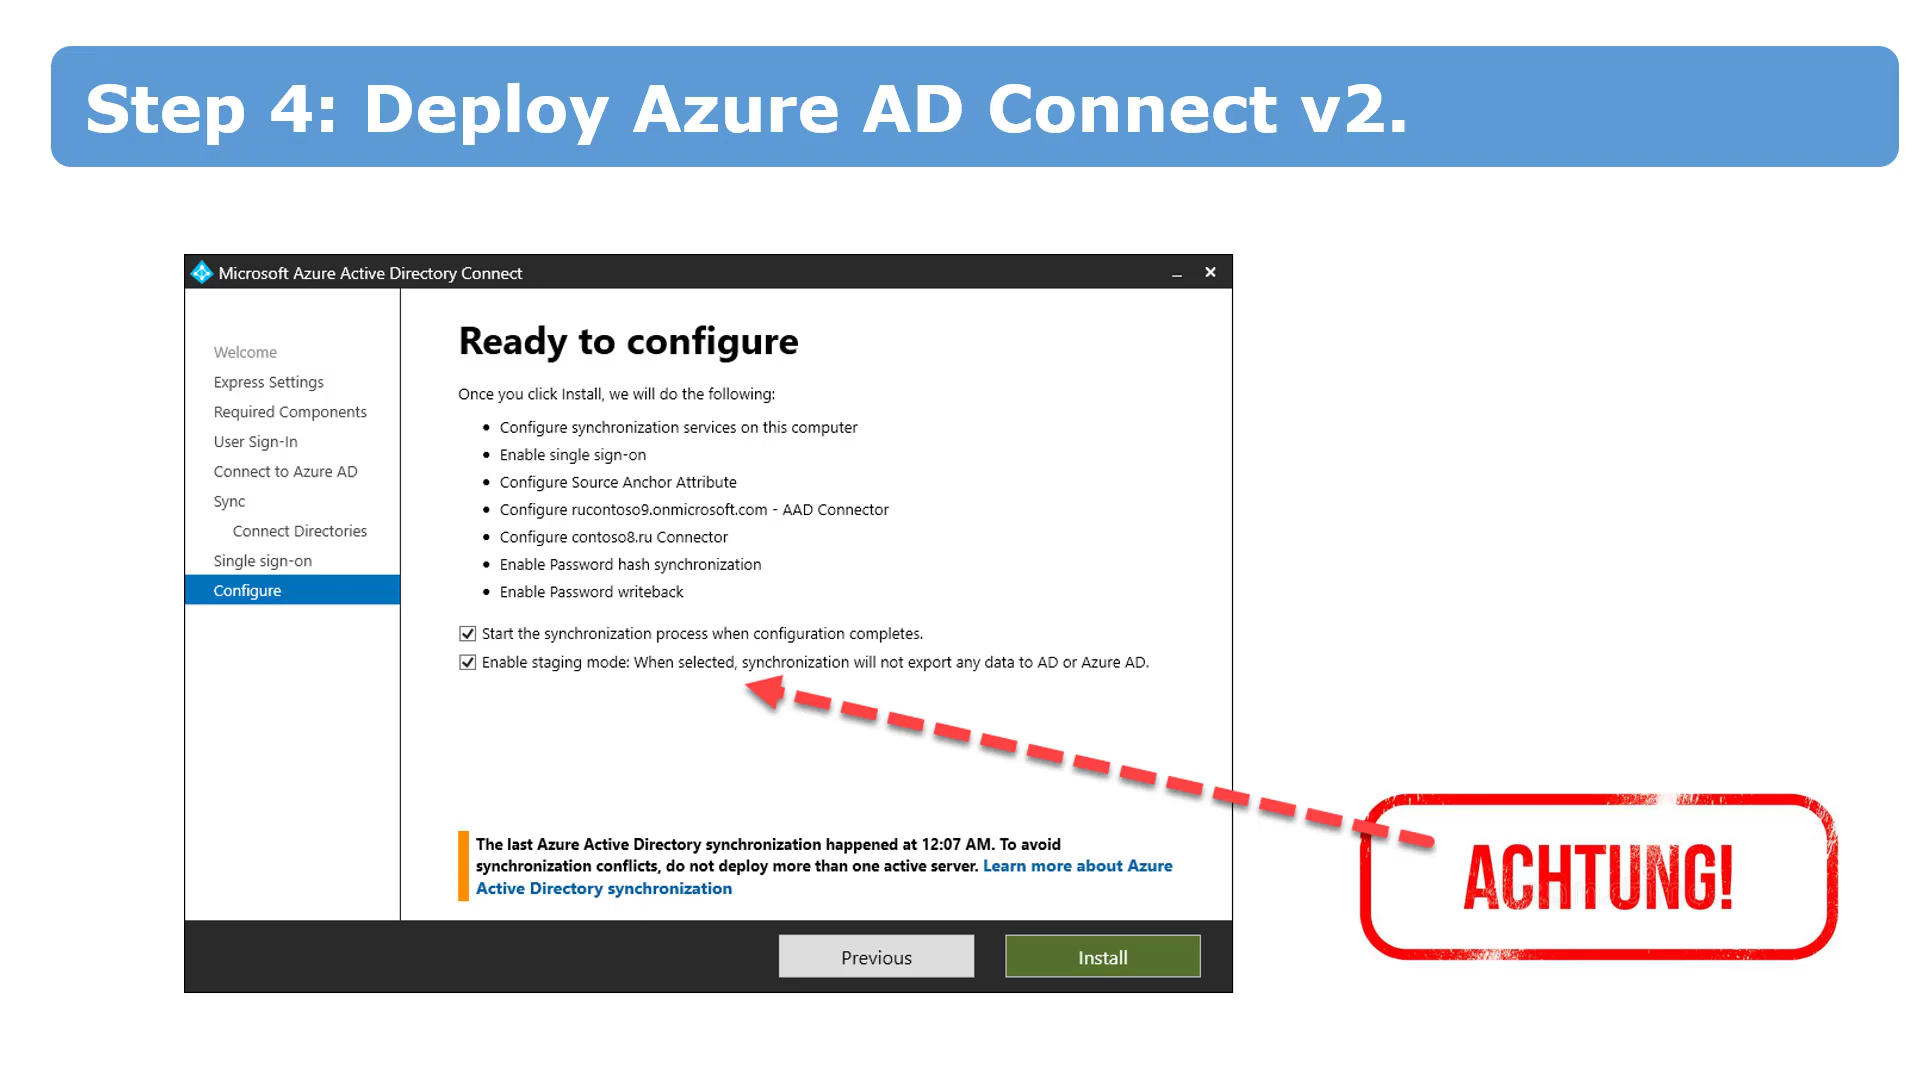 Step 4: Deploy Azure AD Connect v2.
Microsoft Azure Active Directory Connect
Welcome
Express Settings
Required Components
User Sign-In
Connect to Azure AD
Sync
Connect Directories
Single sign-on
Configure
Ready to configure
Once you click Install, we will do the following:
Configure synchronization services on this computer
Enable single sign-on
Configure Source Anchor Attribute
Configure rucontoso9.onmicrosoft.com - AAD Connector
Configure contoso8.ru Connector
Enable Password hash synchronization
Enable Password writeback
Start the synchronization process when configuration completes.
Enable staging mode: When selected, synchronization will not export any data to AD or Azure AD.
The last Azure Active Directory synchronization happened at 12:07 AM. To avoid
synchronization conflicts, do not deploy more than one active server. Learn more about Azure
Active Directory synchronization
Previous
Install
ACHTUNG!